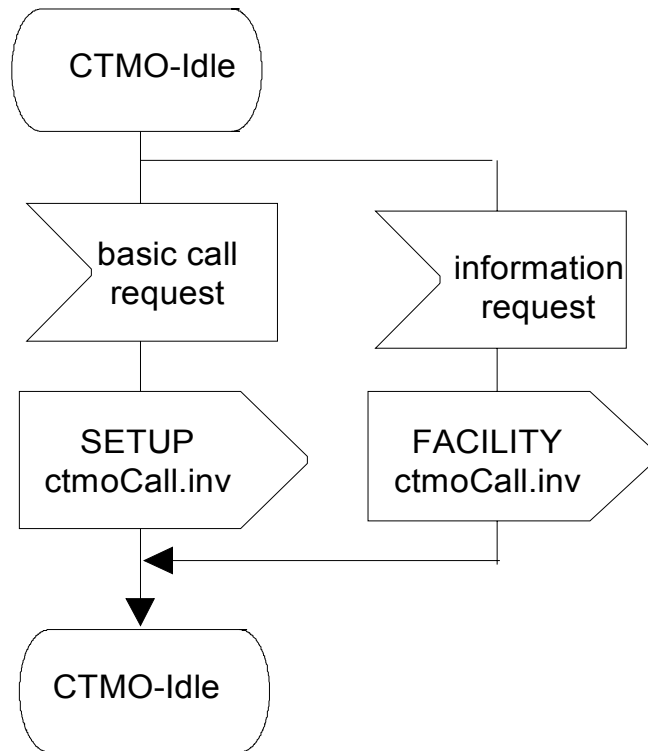 CTMO-Idle
basic call
request
information
request
SETUP
ctmoCall.inv
FACILITY
ctmoCall.inv
CTMO-Idle